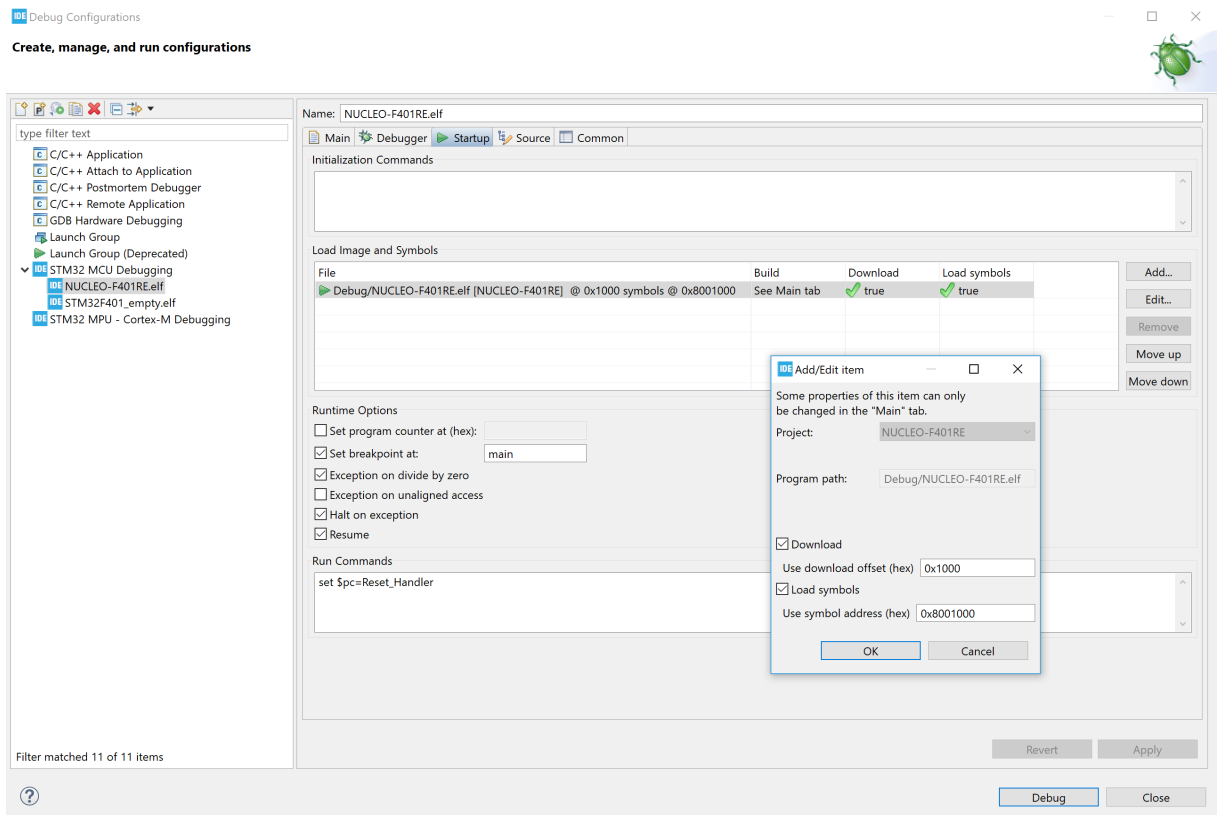 IDE Debug Configurations
Create, manage, and run configurations
type filter text
C/C++ Application
C/C++ Attach to Application
C/C++ Postmortem Debugger
C/C++ Remote Application
GDB Hardware Debugging
Launch Group
Launch Group (Deprecated)
IDE STM32 MCU Debugging
IDE NUCLEO-F401RE.elf
IDE STM32F401_empty.elf
IDE STM32 MPU - Cortex-M Debugging
Filter matched 11 of 11 items
Name: NUCLEO-F401RE.elf
Main Debugger Startup Source Common
Initialization Commands
Load Image and Symbols
File Build Download Load symbols
Debug/NUCLEO-F401RE.elf [NUCLEO-F401RE] @ 0x1000 symbols @ 0x8001000 See Main tab true true
Add...
Edit...
Remove
Move up
Move down
Runtime Options
Set program counter at (hex):
Set breakpoint at: main
Exception on divide by zero
Exception on unaligned access
Halt on exception
Resume
Run Commands
set $pc=Reset_Handler
IDE Add/Edit item
Some properties of this item can only
be changed in the "Main" tab.
Project: NUCLEO-F401RE
Program path: Debug/NUCLEO-F401RE.elf
Download
Use download offset (hex) 0x1000
Load symbols
Use symbol address (hex) 0x8001000
OK Cancel
Revert Apply
? Debug Close